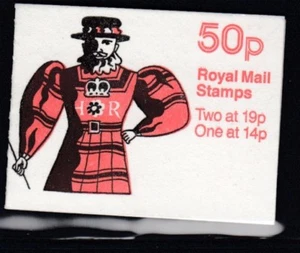 50p
Royal Mail
Stamps
Two at 19p
One at 14p
H R